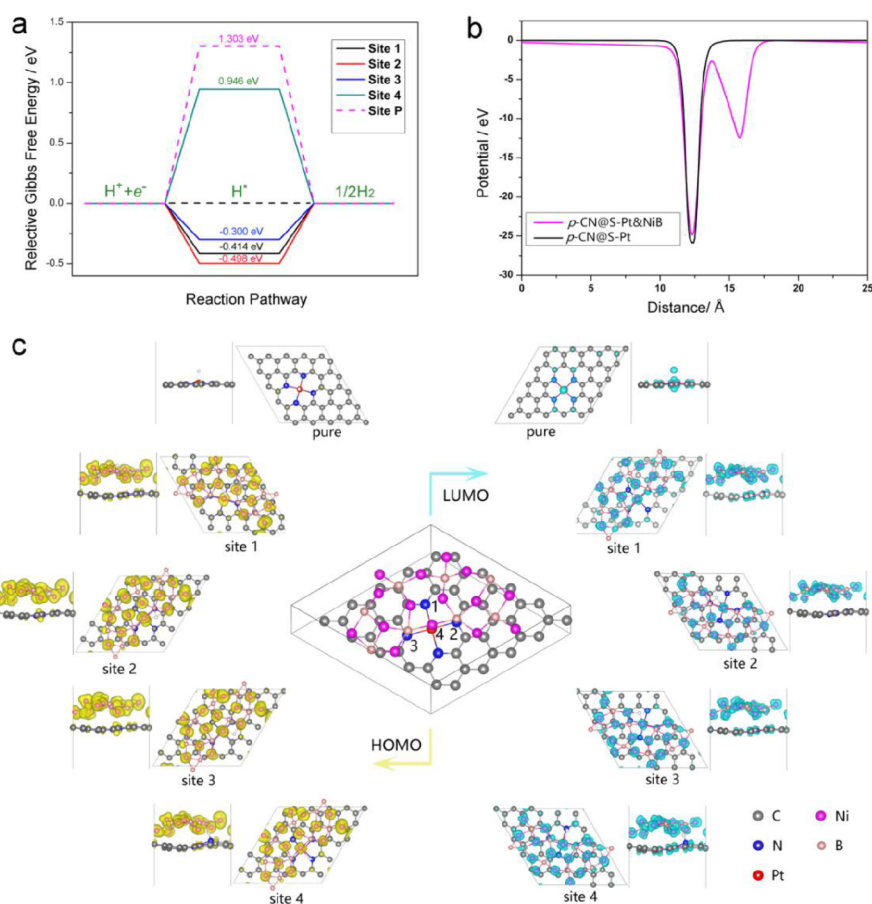 a
Relective Gibbs Free Energy / eV
1.5
1.0
0.5
0.0
-0.5
1.303 eV
0.946 eV
H⁺+e⁻
H*
1/2H₂
-0.300 eV
-0.414 eV
-0.498 eV
Site 1
Site 2
Site 3
Site 4
Site P
Reaction Pathway
b
Potential / eV
0
-5
-10
-15
-20
-25
-30
p-CN@S-Pt&NiB
p-CN@S-Pt
0 5 10 15 20 25
Distance/ Å
c
pure
pure
site 1
LUMO
site 1
site 2
1
2
3
4
site 2
site 3
HOMO
site 3
site 4
site 4
C
Ni
N
B
Pt